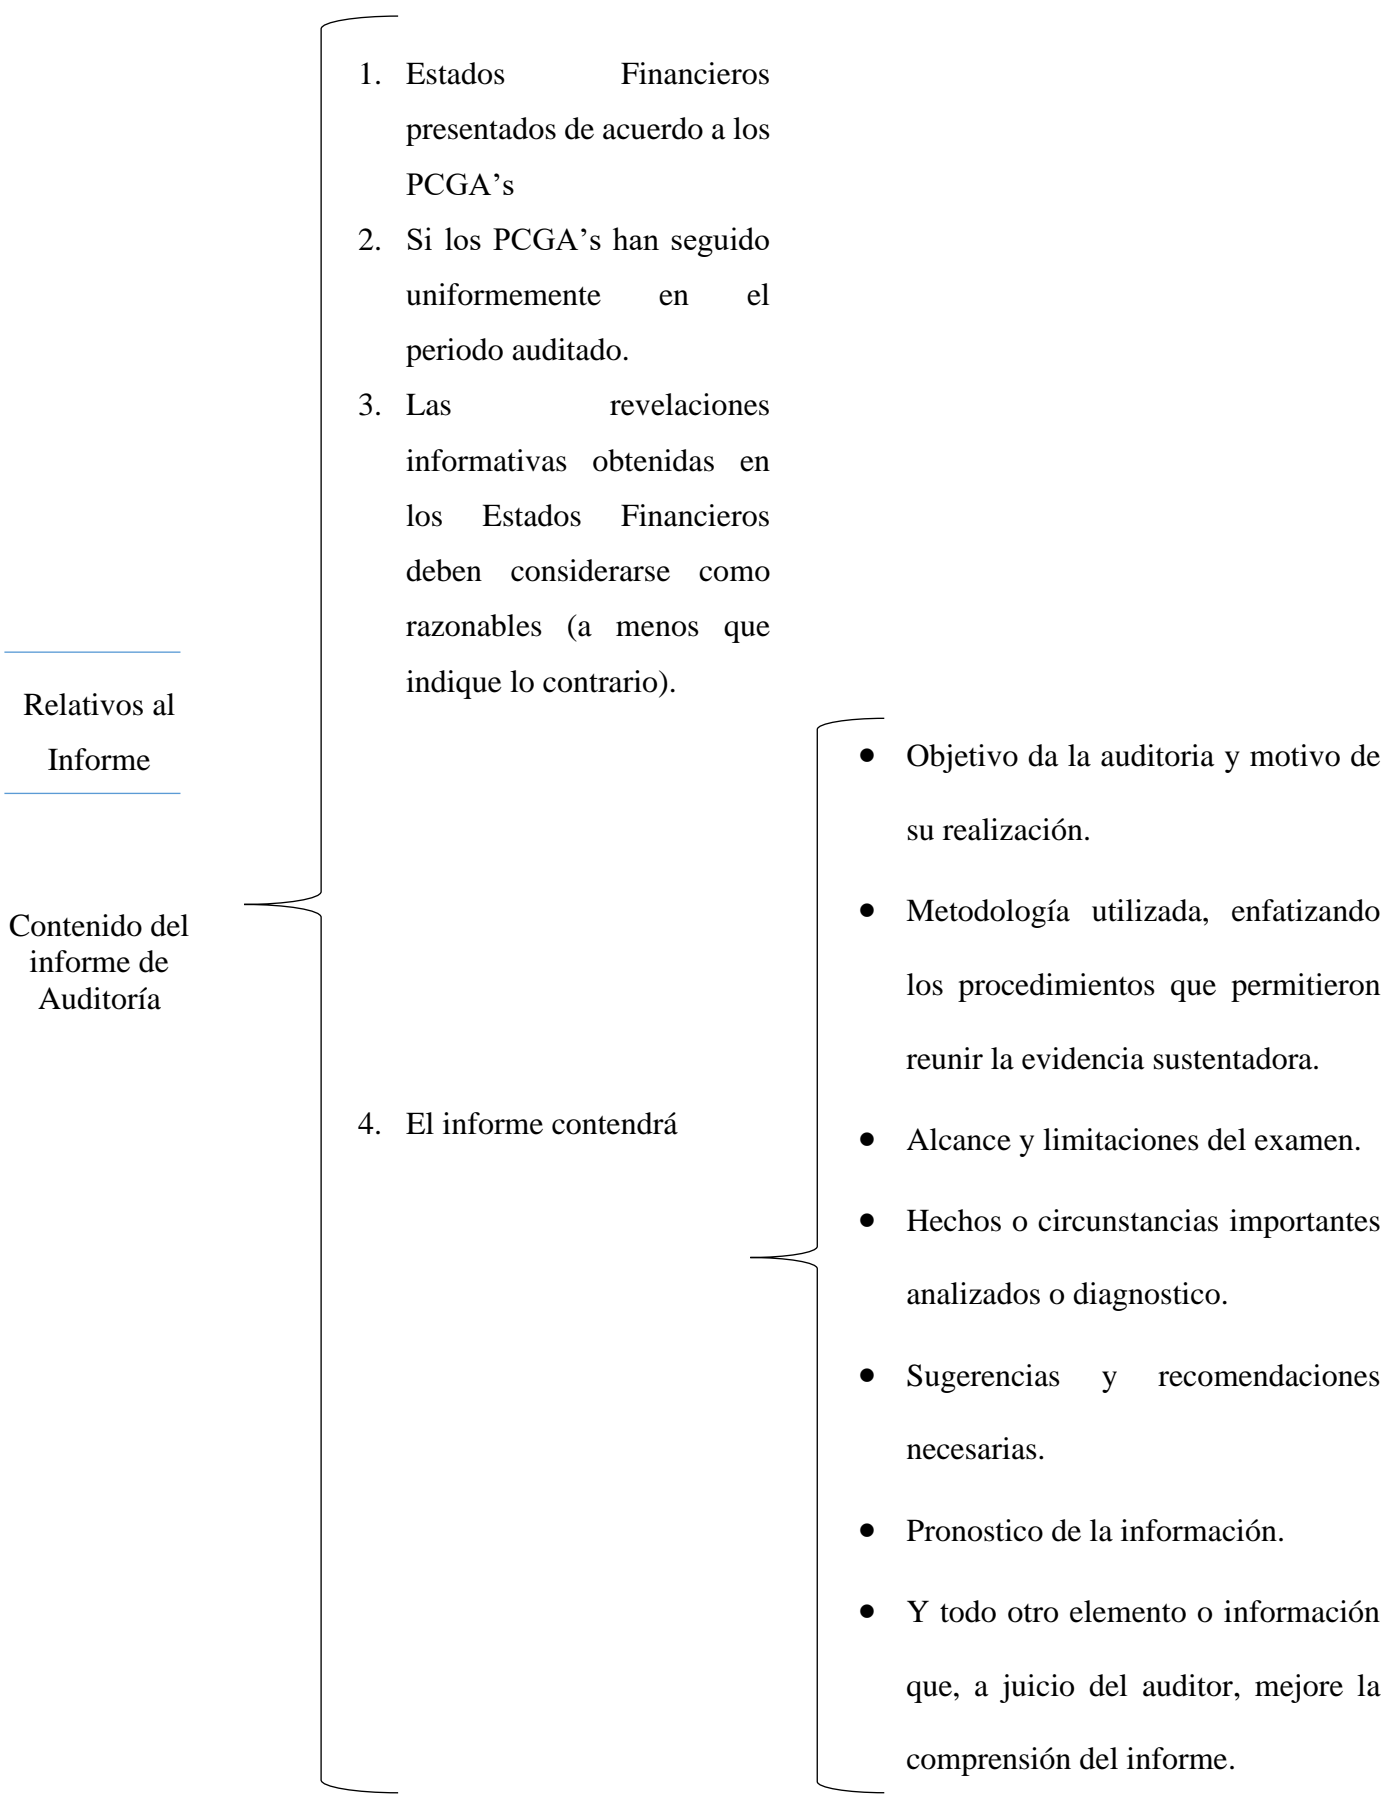 Relativos al
Informe
Contenido del
informe de
Auditoría
1. Estados Financieros
presentados de acuerdo a los
PCGA’s
2. Si los PCGA’s han seguido
uniformemente en el
periodo auditado.
3. Las revelaciones
informativas obtenidas en
los Estados Financieros
deben considerarse como
razonables (a menos que
indique lo contrario).
4. El informe contendrá
● Objetivo da la auditoria y motivo de
su realización.
● Metodología utilizada, enfatizando
los procedimientos que permitieron
reunir la evidencia sustentadora.
● Alcance y limitaciones del examen.
● Hechos o circunstancias importantes
analizados o diagnostico.
● Sugerencias y recomendaciones
necesarias.
● Pronostico de la información.
● Y todo otro elemento o información
que, a juicio del auditor, mejore la
comprensión del informe.